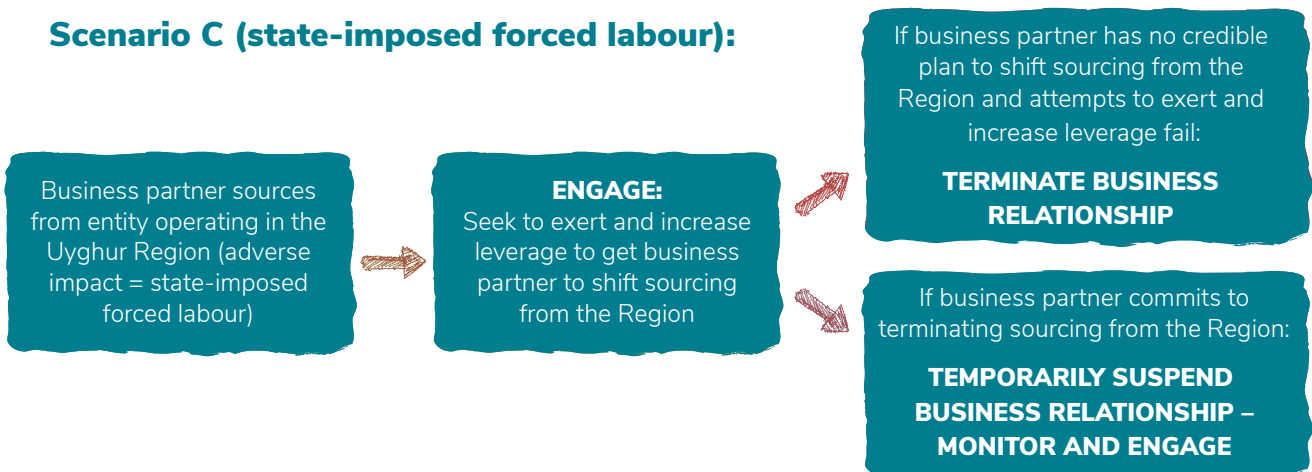 Scenario C (state-imposed forced labour):
Business partner sources
from entity operating in the
Uyghur Region (adverse
impact = state-imposed
forced labour)
ENGAGE:
Seek to exert and increase
leverage to get business
partner to shift sourcing
from the Region
If business partner has no credible
plan to shift sourcing from the
Region and attempts to exert and
increase leverage fail:
TERMINATE BUSINESS
RELATIONSHIP
If business partner commits to
terminating sourcing from the Region:
TEMPORARILY SUSPEND
BUSINESS RELATIONSHIP –
MONITOR AND ENGAGE